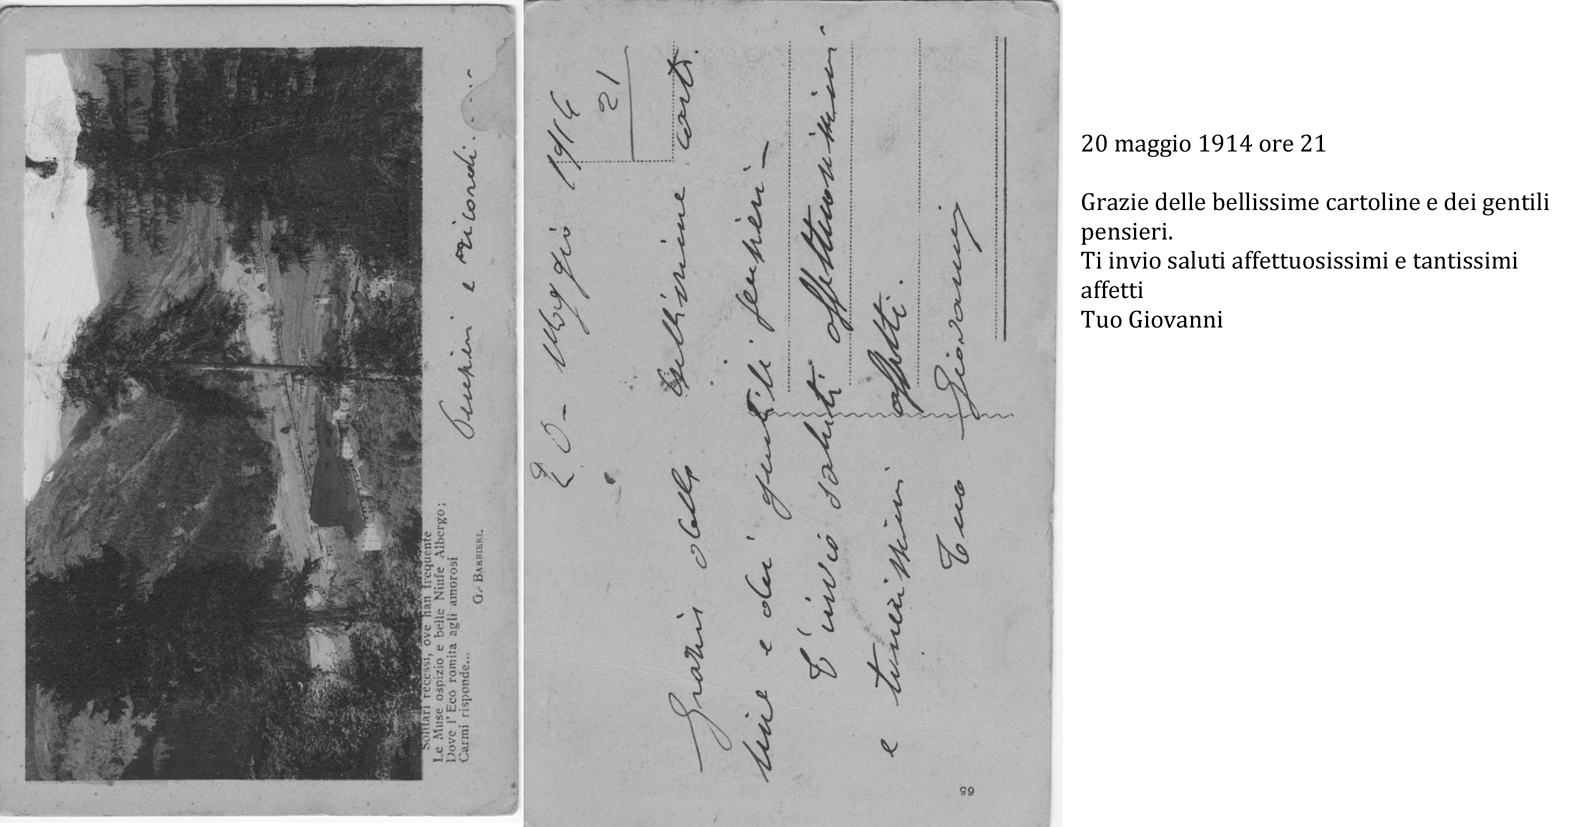 Solitari recessi, ove han frequente
Le Muse ospizio e belle Ninfe Albergo;
Dove l'Eco romita agli amorosi
Carmi risponde...
G. BARBIERI.
Pensieri e ricordi....
20 - Maggio 1914
21
Grazie delle bellissime carto
line e dei gentili pensieri -
T'invio saluti affettuosissimi
e tenerissimi affetti.
Tuo Giovanni
65
20 maggio 1914 ore 21
Grazie delle bellissime cartoline e dei gentili
pensieri.
Ti invio saluti affettuosissimi e tantissimi
affetti
Tuo Giovanni